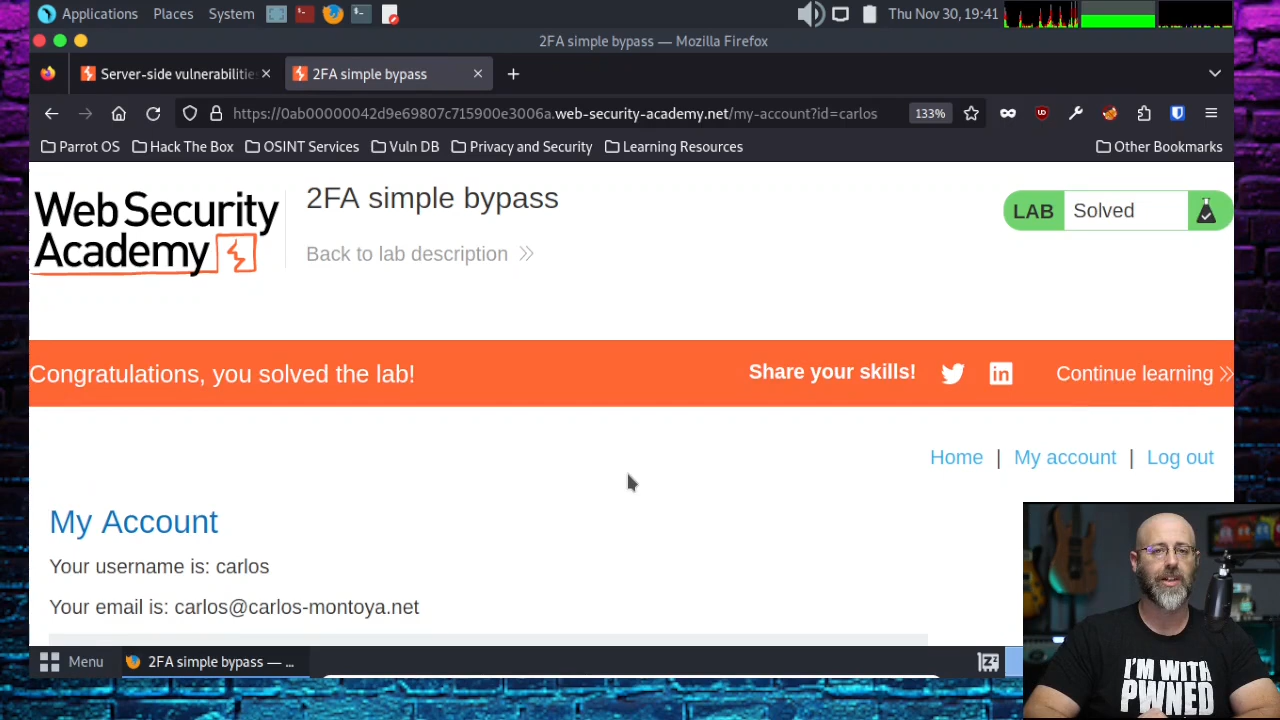 Applications Places System Thu Nov 30, 19:41
2FA simple bypass — Mozilla Firefox
Server-side vulnerabilities 2FA simple bypass
https://0ab00000042d9e69807c715900e3006a.web-security-academy.net/my-account?id=carlos 133%
Parrot OS Hack The Box OSINT Services Vuln DB Privacy and Security Learning Resources Other Bookmarks
Web Security
Academy
2FA simple bypass
Back to lab description
LAB Solved
Congratulations, you solved the lab! Share your skills! Continue learning
Home | My account | Log out
My Account
Your username is: carlos
Your email is: carlos@carlos-montoya.net
I'M WITH
PWNED
Menu 2FA simple bypass — ...